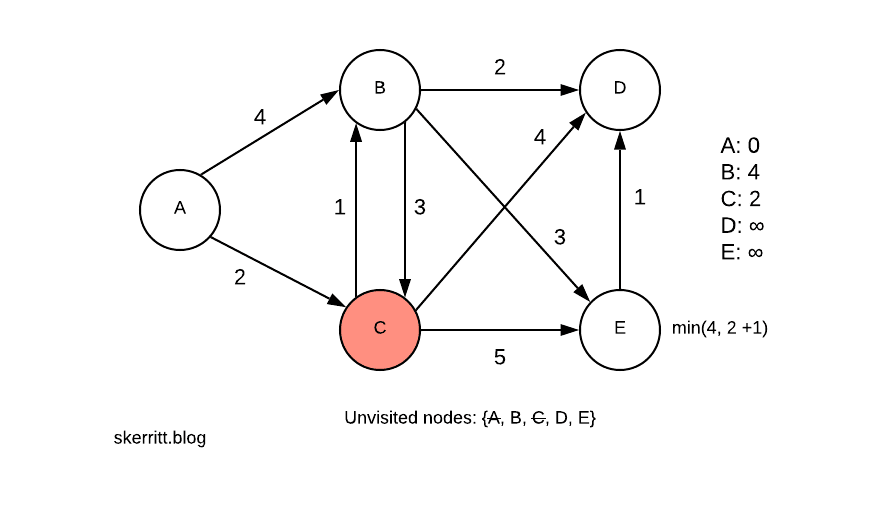 B
2
D
4
4
A: 0
B: 4
C: 2
D: ∞
E: ∞
A
1
3
1
3
2
C
E
min(4, 2 +1)
5
Unvisited nodes: {A, B, C, D, E}
skerritt.blog